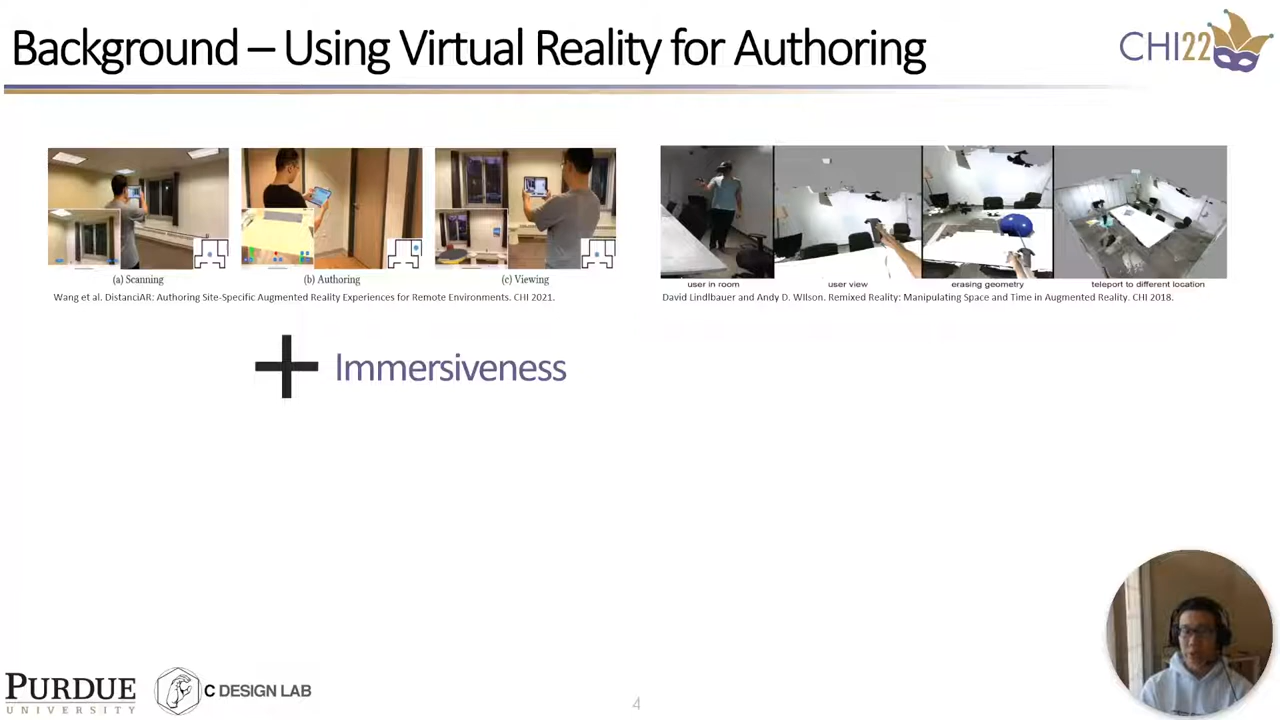 Background – Using Virtual Reality for Authoring
CHI22
(a) Scanning
(b) Authoring
(c) Viewing
Wang et al. DistanciAR: Authoring Site-Specific Augmented Reality Experiences for Remote Environments. CHI 2021.
user in room
user view
erasing geometry
teleport to different location
David Lindlbauer and Andy D. WIlson. Remixed Reality: Manipulating Space and Time in Augmented Reality. CHI 2018.
Immersiveness
PURDUE
UNIVERSITY
C DESIGN LAB
4